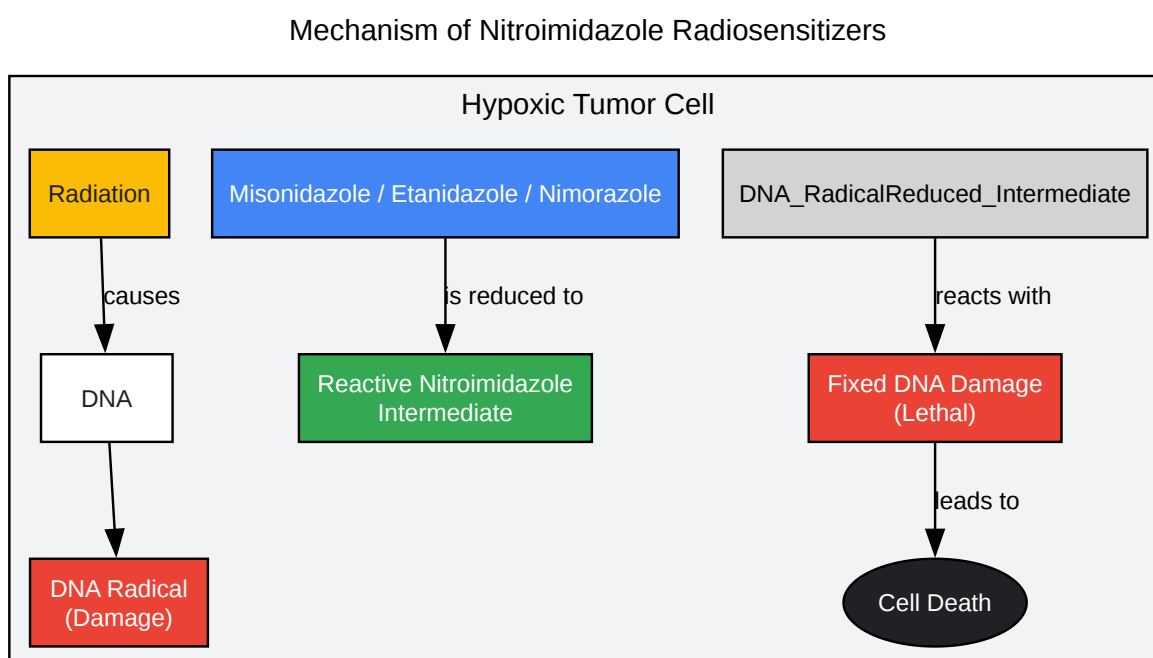 Mechanism of Nitroimidazole Radiosensitizers
Hypoxic Tumor Cell
Radiation
Misonidazole / Etanidazole / Nimorazole
DNA_RadicalReduced_Intermediate
causes
is reduced to
reacts with
DNA
Reactive Nitroimidazole
Intermediate
Fixed DNA Damage
(Lethal)
leads to
DNA Radical
(Damage)
Cell Death